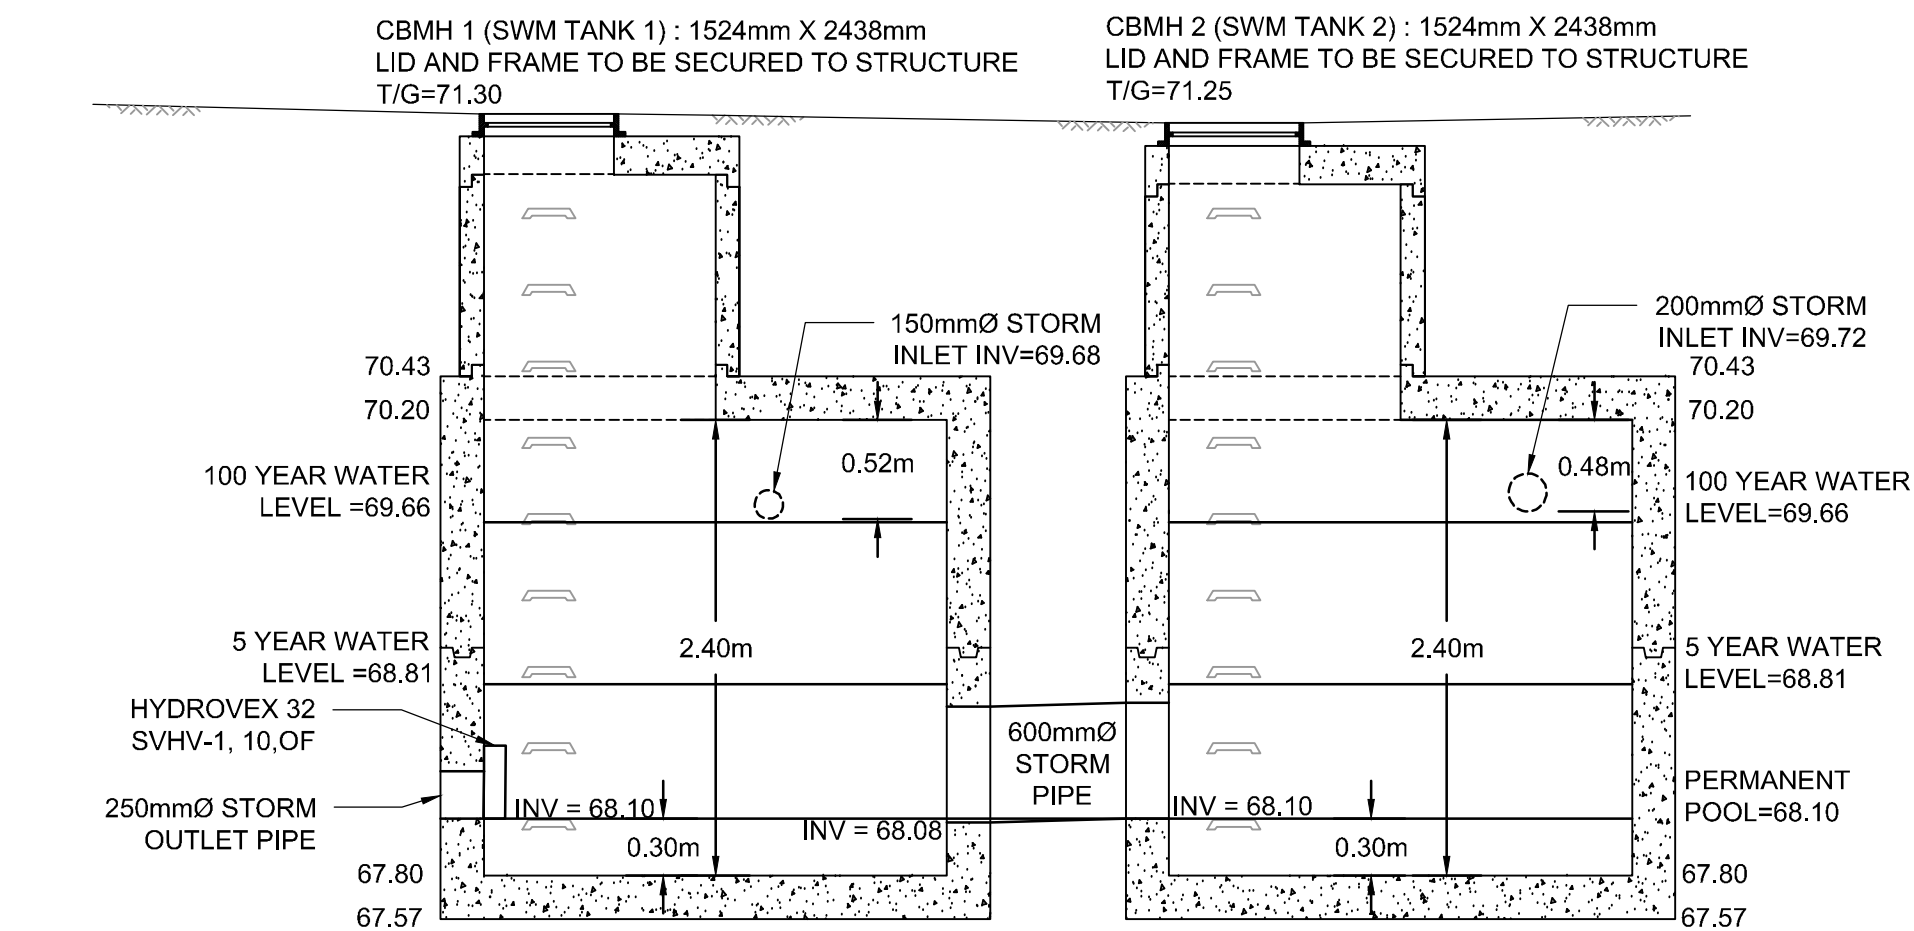 CBMH 1 (SWM TANK 1) : 1524mm X 2438mm
LID AND FRAME TO BE SECURED TO STRUCTURE
T/G=71.30
CBMH 2 (SWM TANK 2) : 1524mm X 2438mm
LID AND FRAME TO BE SECURED TO STRUCTURE
T/G=71.25
150mmØ STORM
INLET INV=69.68
200mmØ STORM
INLET INV=69.72
70.43
70.20
70.43
70.20
0.52m
0.48m
100 YEAR WATER
LEVEL =69.66
100 YEAR WATER
LEVEL=69.66
5 YEAR WATER
LEVEL =68.81
2.40m
2.40m
5 YEAR WATER
LEVEL=68.81
HYDROVEX 32
SVHV-1, 10,OF
600mmØ
STORM
PIPE
250mmØ STORM
OUTLET PIPE
INV = 68.10
INV = 68.08
INV = 68.10
PERMANENT
POOL=68.10
0.30m
0.30m
67.80
67.57
67.80
67.57